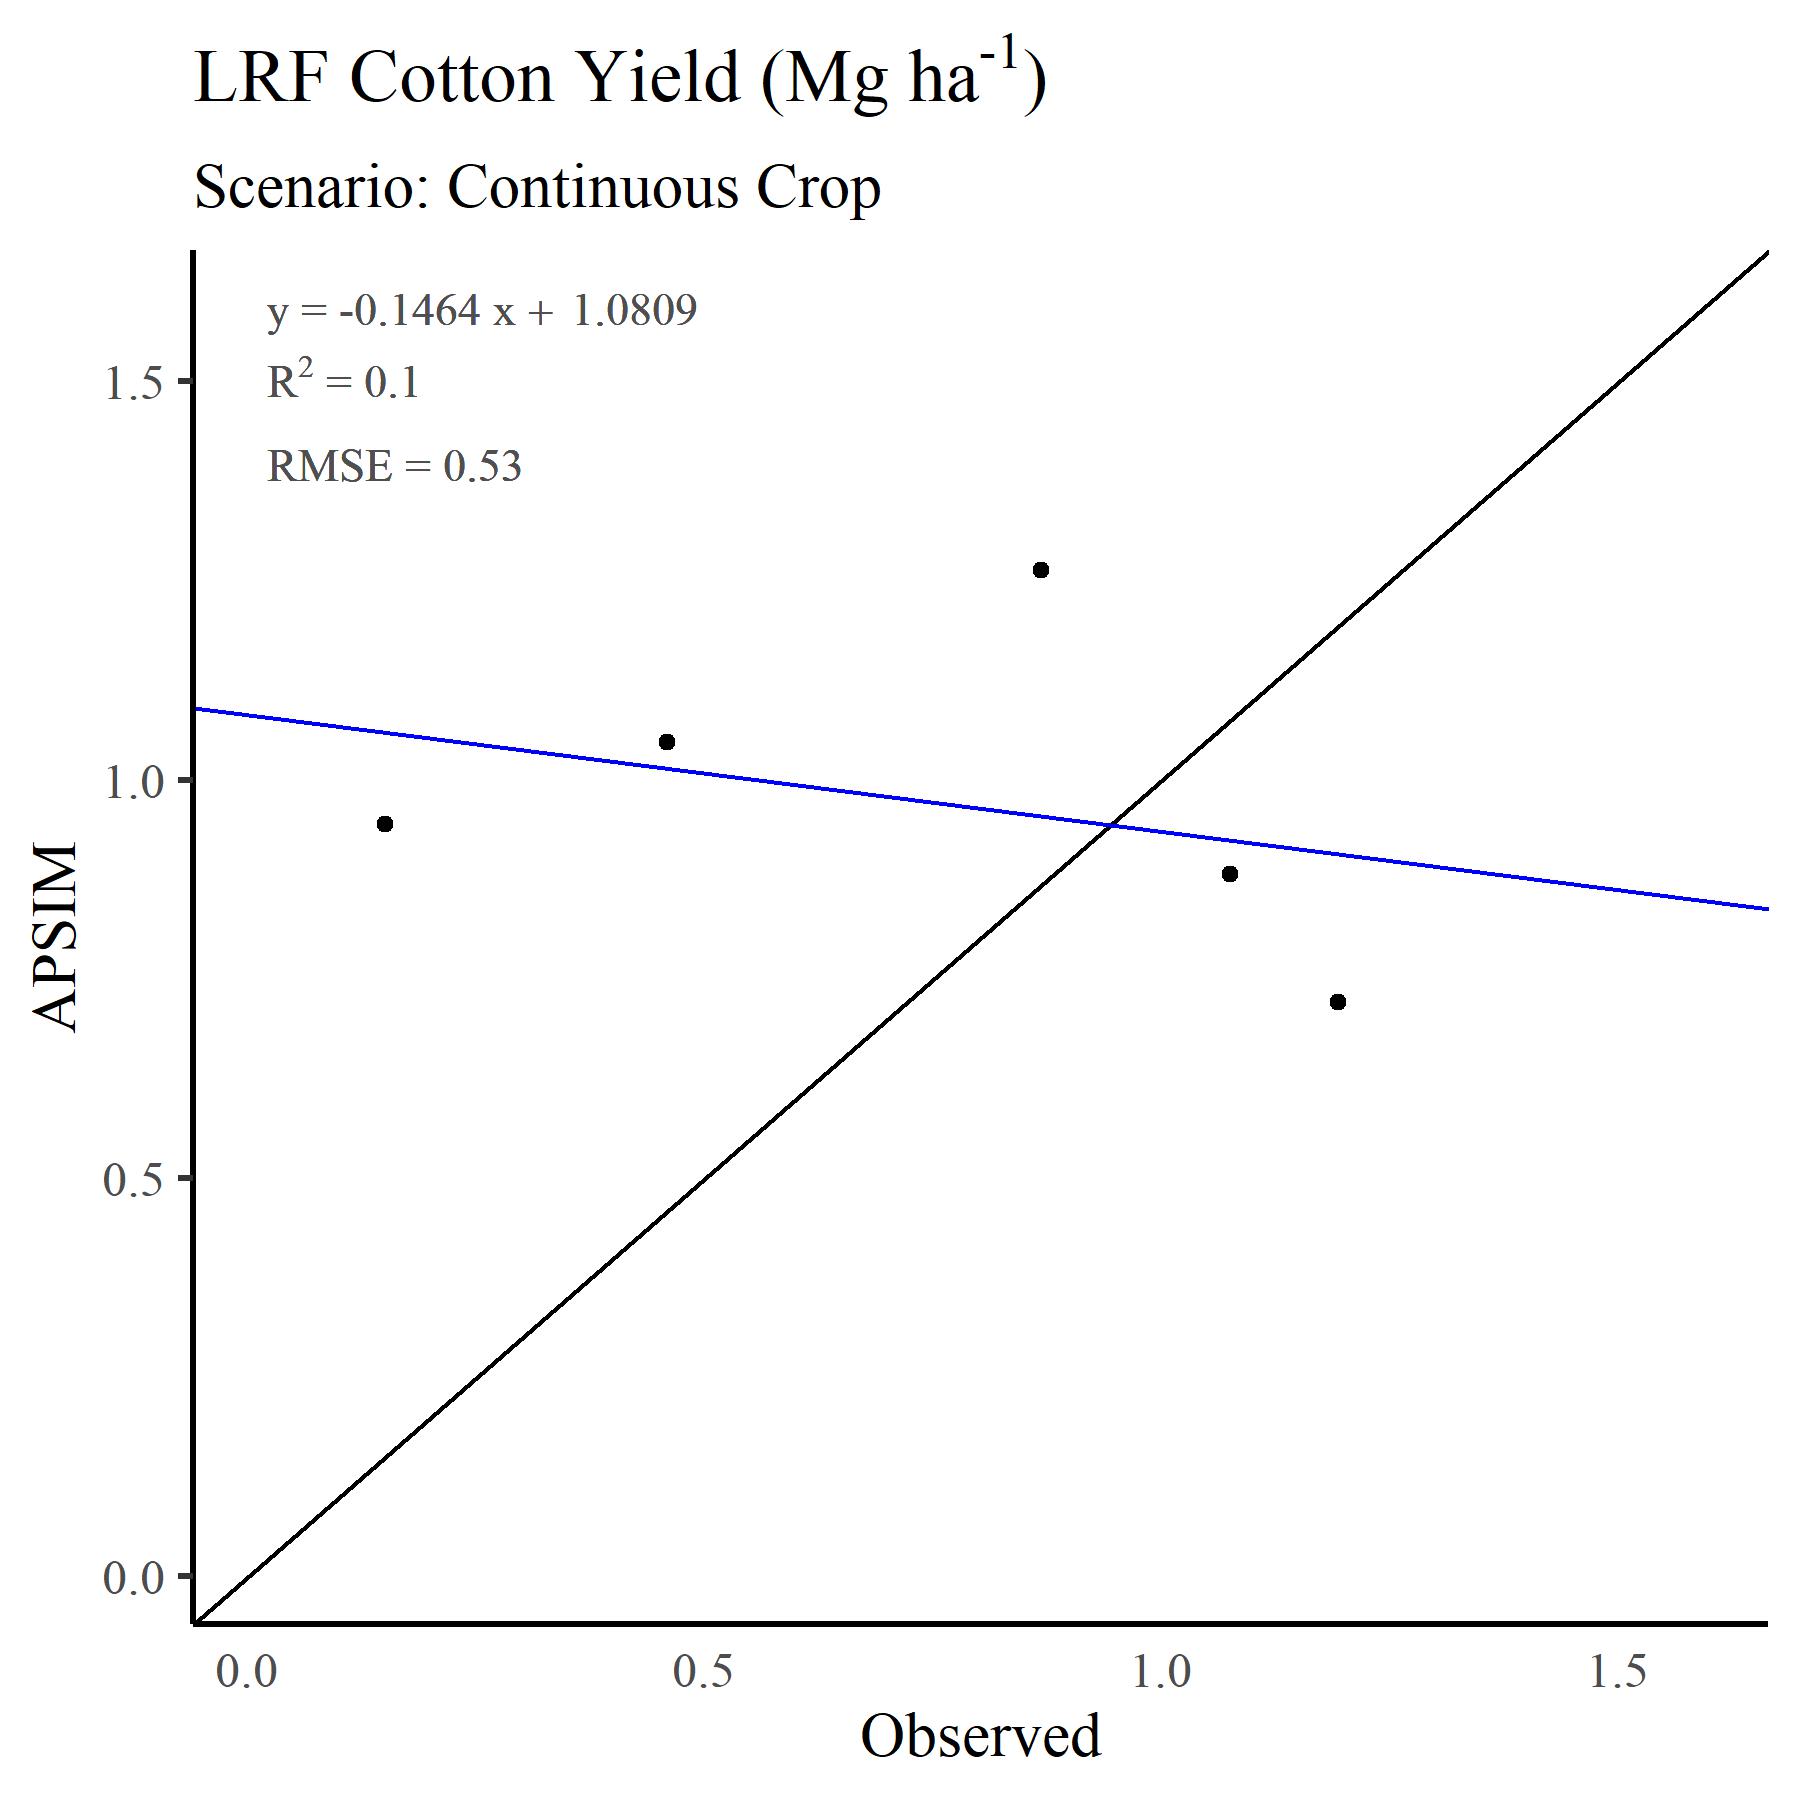 LRF Cotton Yield (Mg ha⁻¹)
Scenario: Continuous Crop
y = -0.1464 x + 1.0809
R² = 0.1
RMSE = 0.53
1.5
1.0
0.5
0.0
APSIM
0.0 0.5 1.0 1.5
Observed